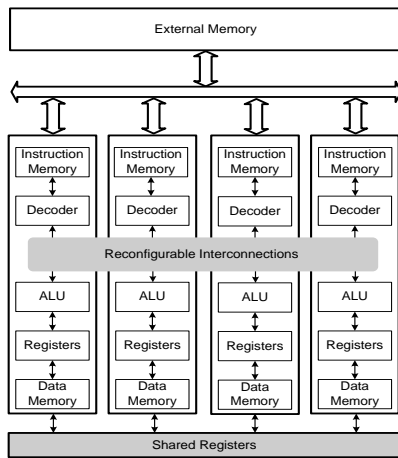 External Memory
Instruction
Memory
Instruction
Memory
Instruction
Memory
Instruction
Memory
Decoder
Decoder
Decoder
Decoder
Reconfigurable Interconnections
ALU
ALU
ALU
ALU
Registers
Registers
Registers
Registers
Data
Memory
Data
Memory
Data
Memory
Data
Memory
Shared Registers